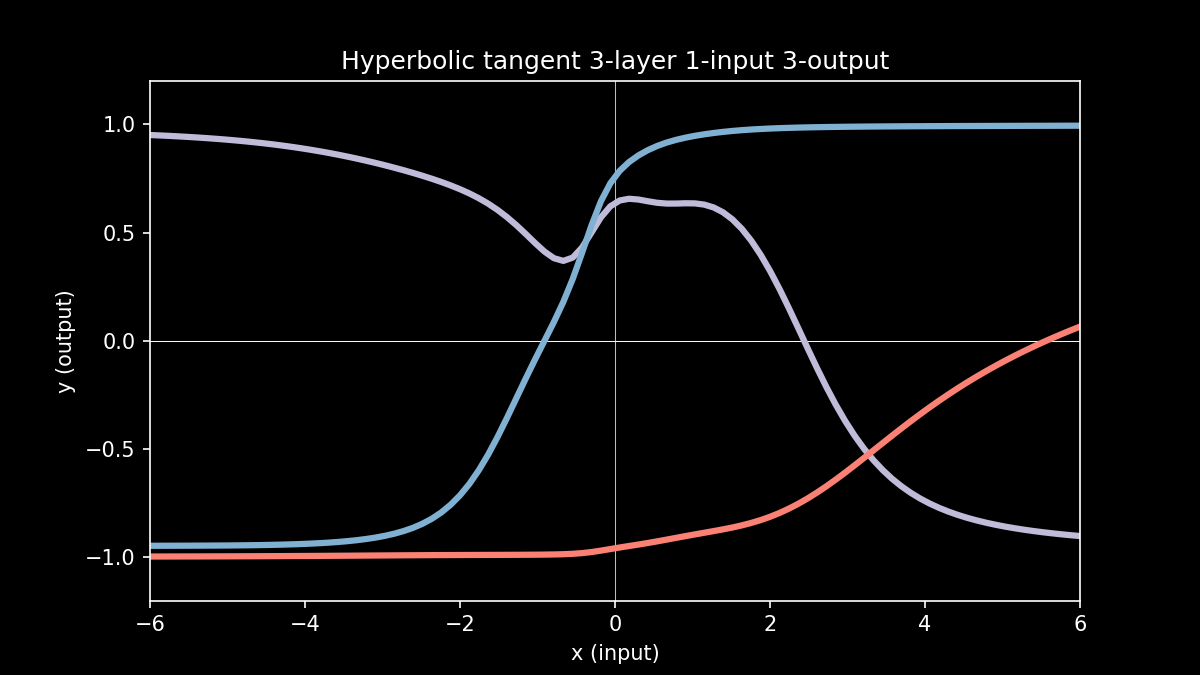 Hyperbolic tangent 3-layer 1-input 3-output
y (output)
1.0
0.5
0.0
−0.5
−1.0
−6 −4 −2 0 2 4 6
x (input)